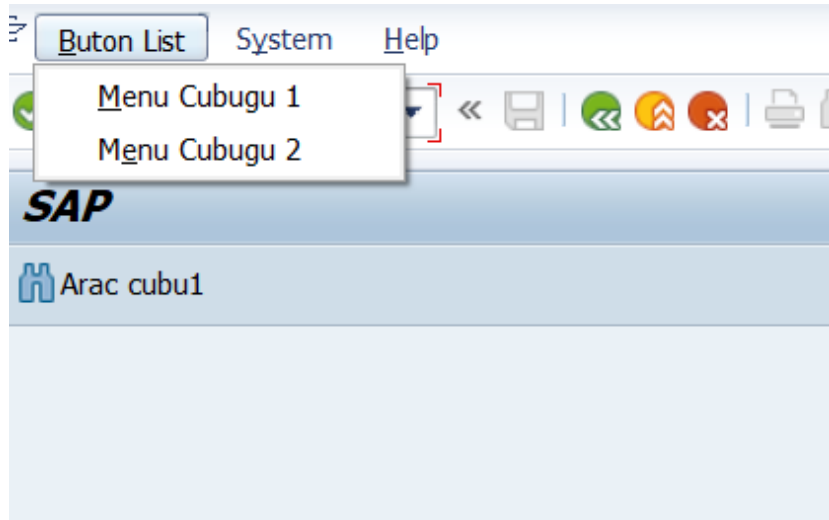 Buton List System Help
Menu Cubugu 1
Menu Cubugu 2
SAP
Arac cubu1